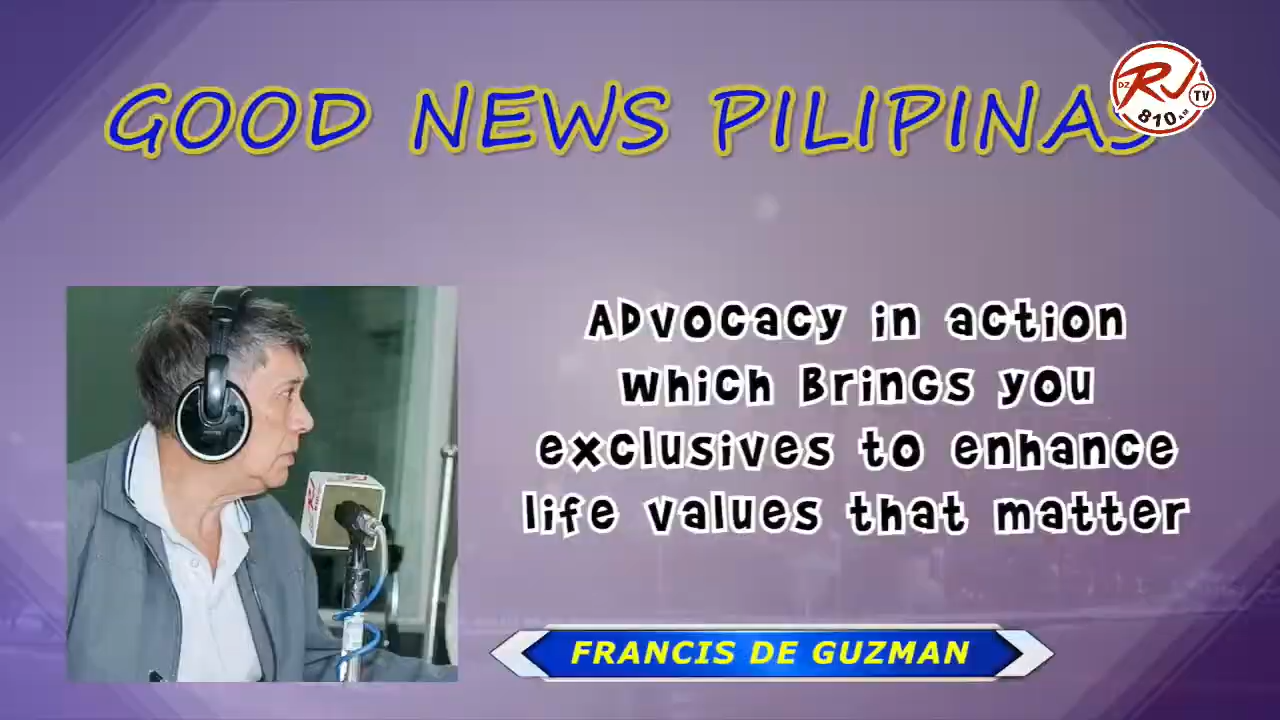 GOOD NEWS PILIPINAS
DZ RJ TV
810 AM
Advocacy in action
which brings you
exclusives to enhance
life values that matter
FRANCIS DE GUZMAN